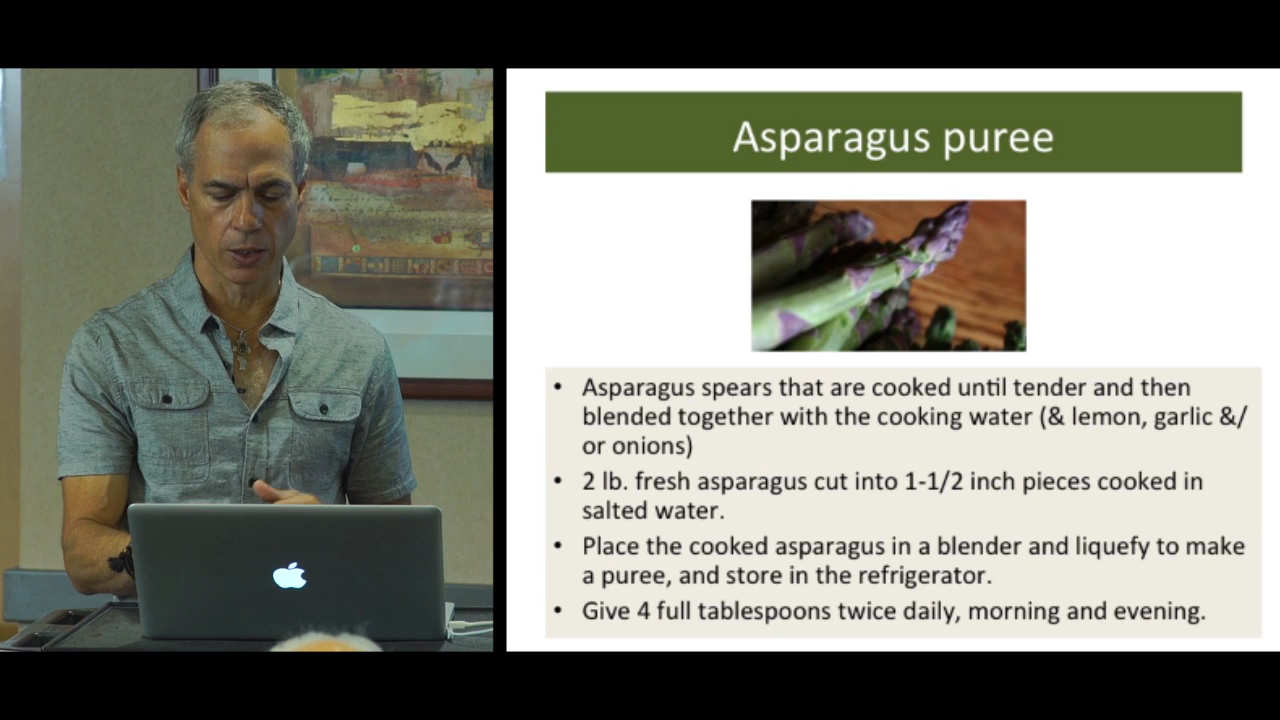 Asparagus puree
• Asparagus spears that are cooked until tender and then
blended together with the cooking water (& lemon, garlic &/
or onions)
• 2 lb. fresh asparagus cut into 1-1/2 inch pieces cooked in
salted water.
• Place the cooked asparagus in a blender and liquefy to make
a puree, and store in the refrigerator.
• Give 4 full tablespoons twice daily, morning and evening.